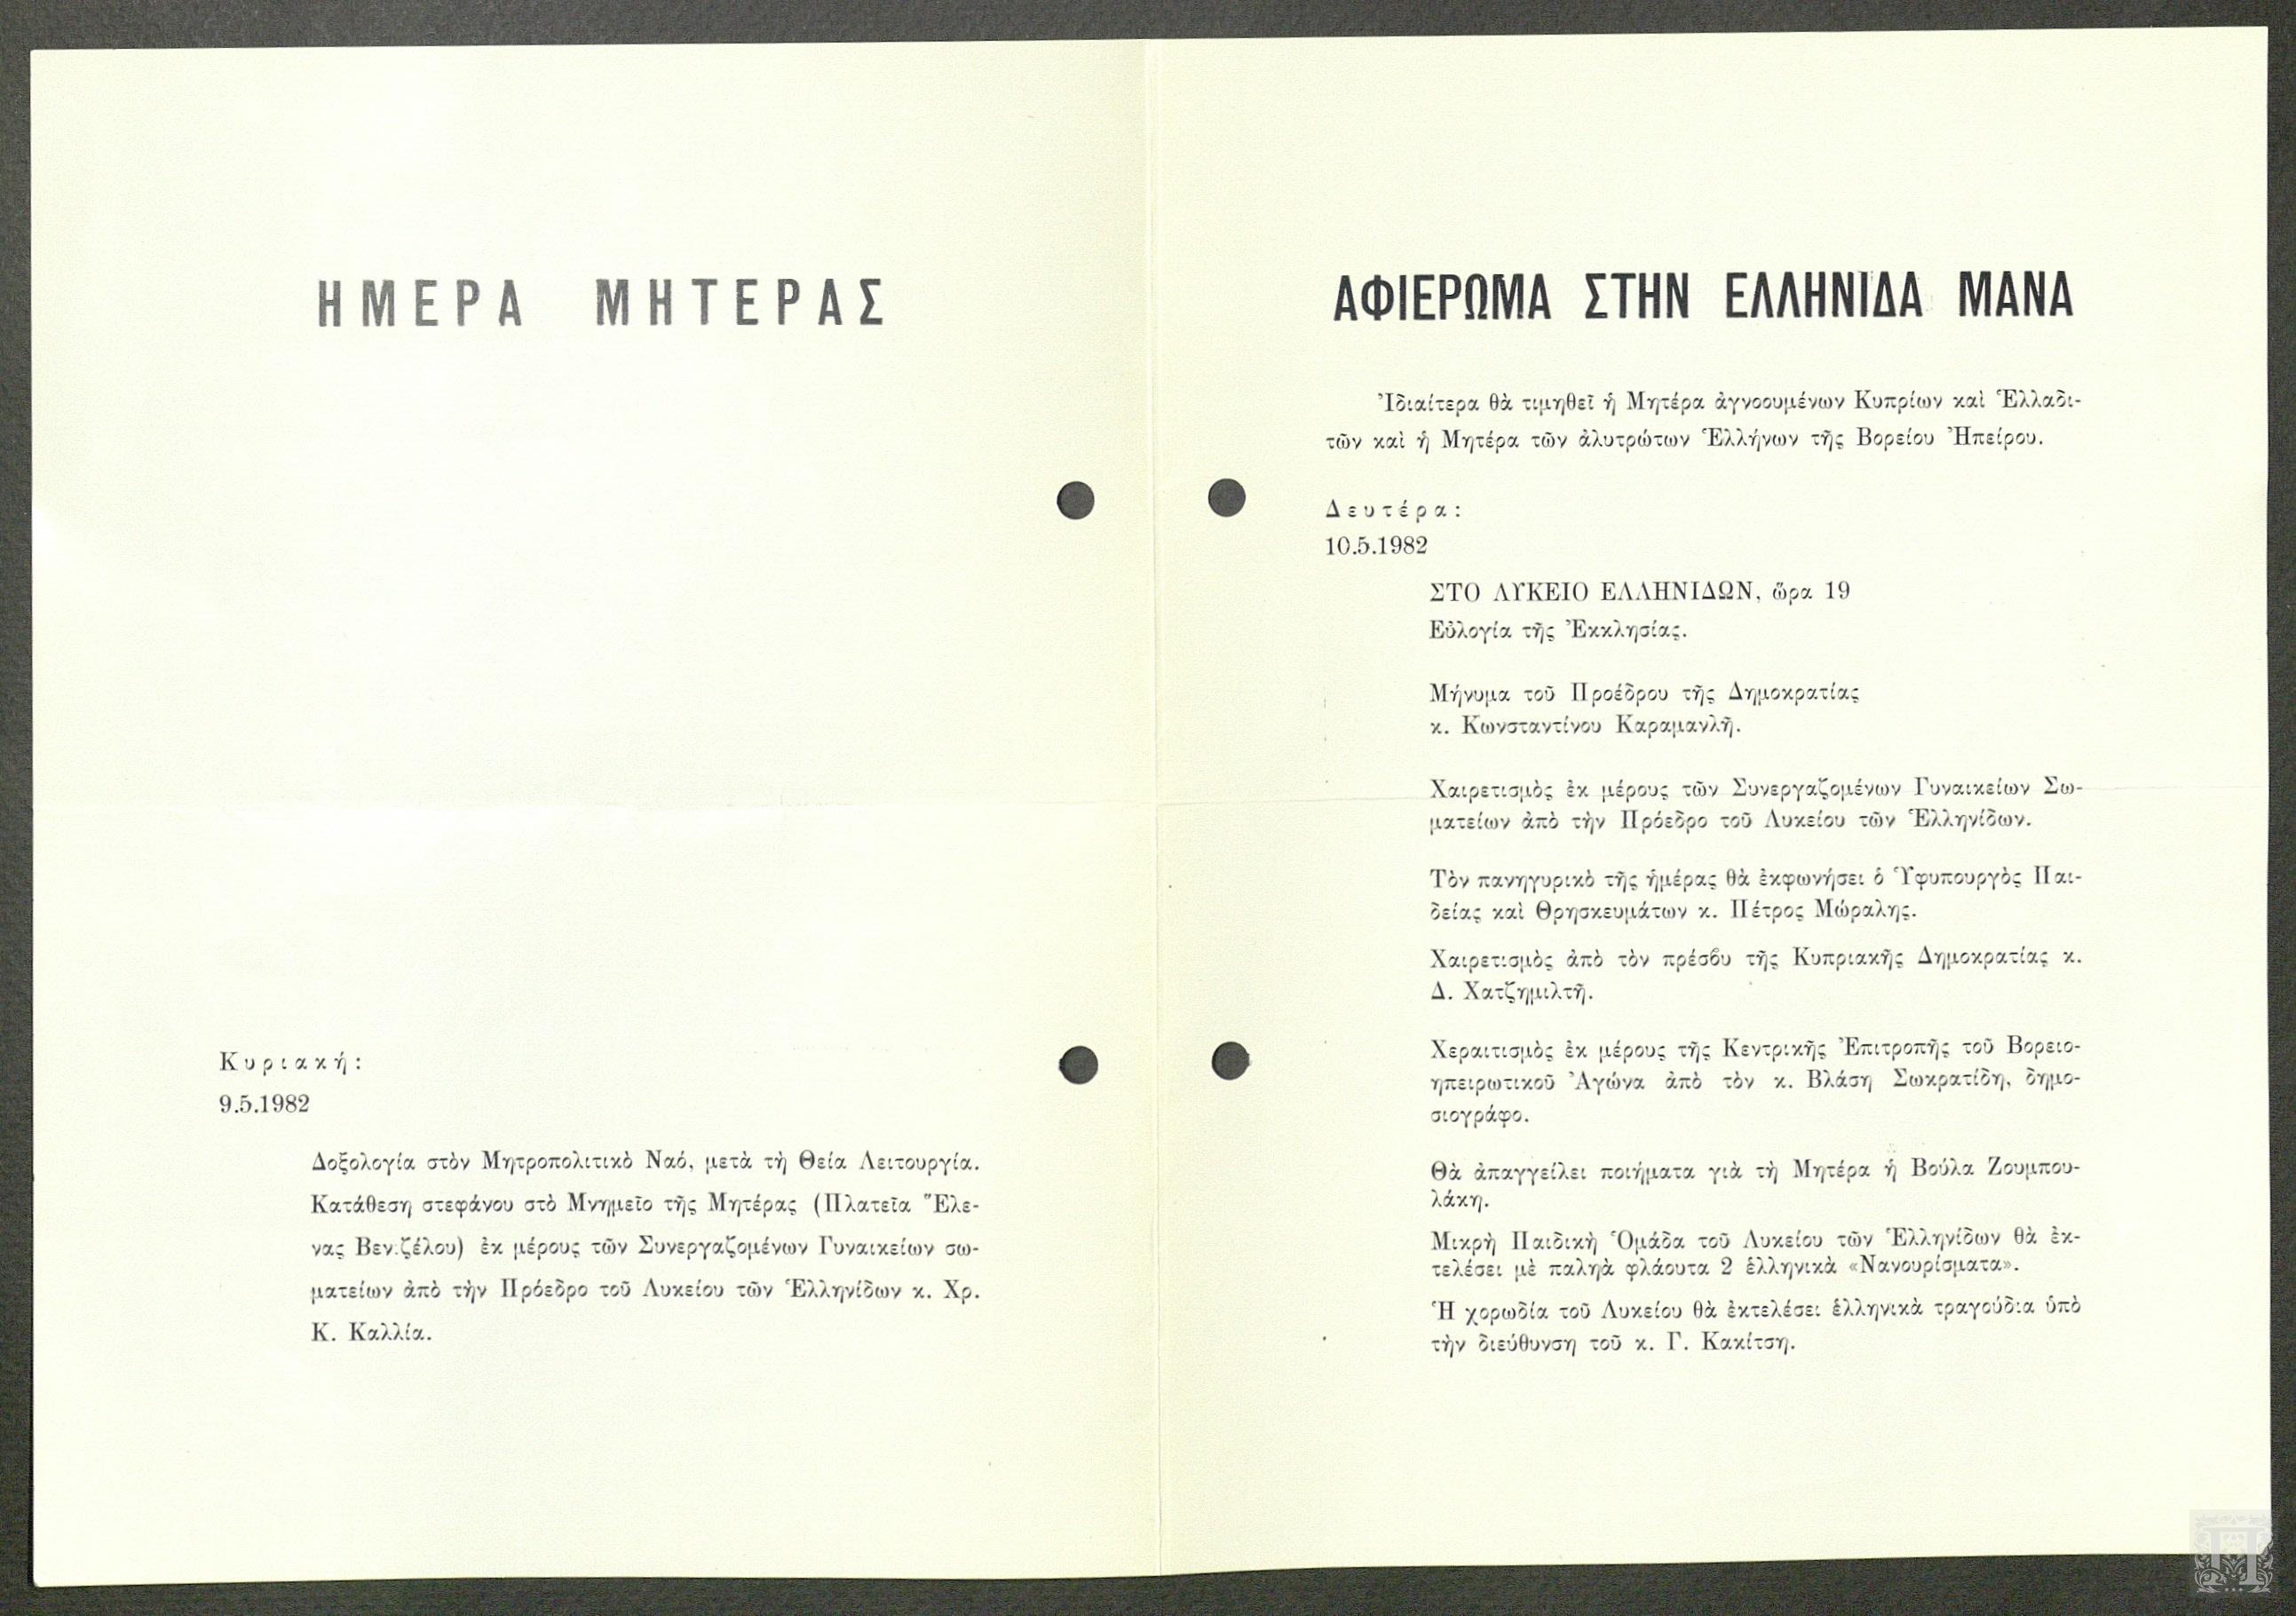 ΗΜΕΡΑ ΜΗΤΕΡΑΣ
Κυριακή:
9.5.1982
Δοξολογία στὸν Μητροπολιτικὸ Ναό, μετὰ τὴ Θεία Λειτουργία.
Κατάθεση στεφάνου στὸ Μνημεῖο τῆς Μητέρας (Πλατεῖα Ἕλε-
νας Βενιζέλου) ἐκ μέρους τῶν Συνεργαζομένων Γυναικείων σω-
ματείων ἀπὸ τὴν Πρόεδρο τοῦ Λυκείου τῶν Ἑλληνίδων κ. Χρ.
Κ. Καλλία.
ΑΦΙΕΡΩΜΑ ΣΤΗΝ ΕΛΛΗΝΙΔΑ ΜΑΝΑ
Ἰδιαίτερα θὰ τιμηθεῖ ἡ Μητέρα ἀγνοουμένων Κυπρίων καὶ Ἑλλαδι-
τῶν καὶ ἡ Μητέρα τῶν ἀλυτρώτων Ἑλλήνων τῆς Βορείου Ἠπείρου.
Δευτέρα:
10.5.1982
ΣΤΟ ΛΥΚΕΙΟ ΕΛΛΗΝΙΔΩΝ, ὥρα 19
Εὐλογία τῆς Ἐκκλησίας.
Μήνυμα τοῦ Προέδρου τῆς Δημοκρατίας
κ. Κωνσταντίνου Καραμανλῆ.
Χαιρετισμὸς ἐκ μέρους τῶν Συνεργαζομένων Γυναικείων Σω-
ματείων ἀπὸ τὴν Πρόεδρο τοῦ Λυκείου τῶν Ἑλληνίδων.
Τὸν πανηγυρικὸ τῆς ἡμέρας θὰ ἐκφωνήσει ὁ Ὑφυπουργὸς Παι-
δείας καὶ Θρησκευμάτων κ. Πέτρος Μώραλης.
Χαιρετισμὸς ἀπὸ τὸν πρέσβυ τῆς Κυπριακῆς Δημοκρατίας κ.
Δ. Χατζημιλτῆ.
Χεραιτισμὸς ἐκ μέρους τῆς Κεντρικῆς Ἐπιτροπῆς τοῦ Βορειο-
ηπειρωτικοῦ Ἀγώνα ἀπὸ τὸν κ. Βλάση Σωκρατίδη, δημο-
σιογράφο.
Θὰ ἀπαγγείλει ποιήματα γιὰ τὴ Μητέρα ἡ Βούλα Ζουμπου-
λάκη.
Μικρὴ Παιδικὴ Ὁμάδα τοῦ Λυκείου τῶν Ἑλληνίδων θὰ ἐκ-
τελέσει μὲ παληὰ φλάουτα 2 ἑλληνικὰ «Νανουρίσματα».
Ἡ χορωδία τοῦ Λυκείου θὰ ἐκτελέσει ἑλληνικὰ τραγούδια ὑπὸ
τὴν διεύθυνση τοῦ κ. Γ. Κακίτση.